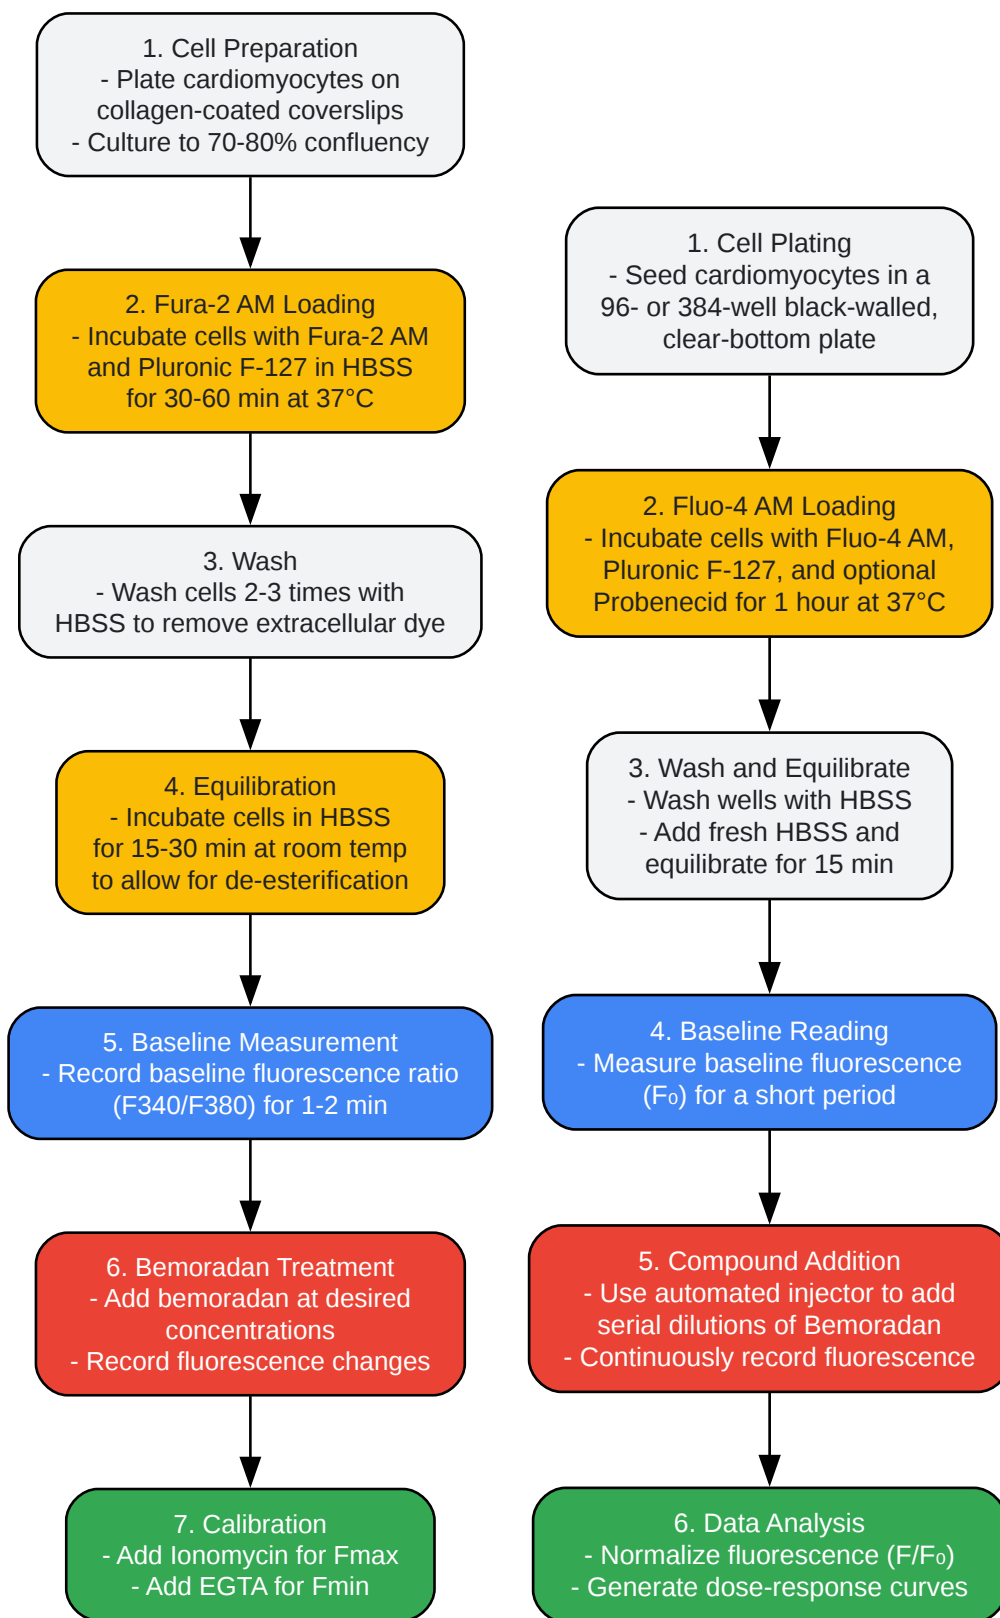 1. Cell Preparation
- Plate cardiomyocytes on
collagen-coated coverslips
- Culture to 70-80% confluency
2. Fura-2 AM Loading
- Incubate cells with Fura-2 AM
and Pluronic F-127 in HBSS
for 30-60 min at 37°C
3. Wash
- Wash cells 2-3 times with
HBSS to remove extracellular dye
4. Equilibration
- Incubate cells in HBSS
for 15-30 min at room temp
to allow for de-esterification
5. Baseline Measurement
- Record baseline fluorescence ratio
(F340/F380) for 1-2 min
6. Bemoradan Treatment
- Add bemoradan at desired
concentrations
- Record fluorescence changes
7. Calibration
- Add Ionomycin for Fmax
- Add EGTA for Fmin
1. Cell Plating
- Seed cardiomyocytes in a
96- or 384-well black-walled,
clear-bottom plate
2. Fluo-4 AM Loading
- Incubate cells with Fluo-4 AM,
Pluronic F-127, and optional
Probenecid for 1 hour at 37°C
3. Wash and Equilibrate
- Wash wells with HBSS
- Add fresh HBSS and
equilibrate for 15 min
4. Baseline Reading
- Measure baseline fluorescence
(F₀) for a short period
5. Compound Addition
- Use automated injector to add
serial dilutions of Bemoradan
- Continuously record fluorescence
6. Data Analysis
- Normalize fluorescence (F/F₀)
- Generate dose-response curves